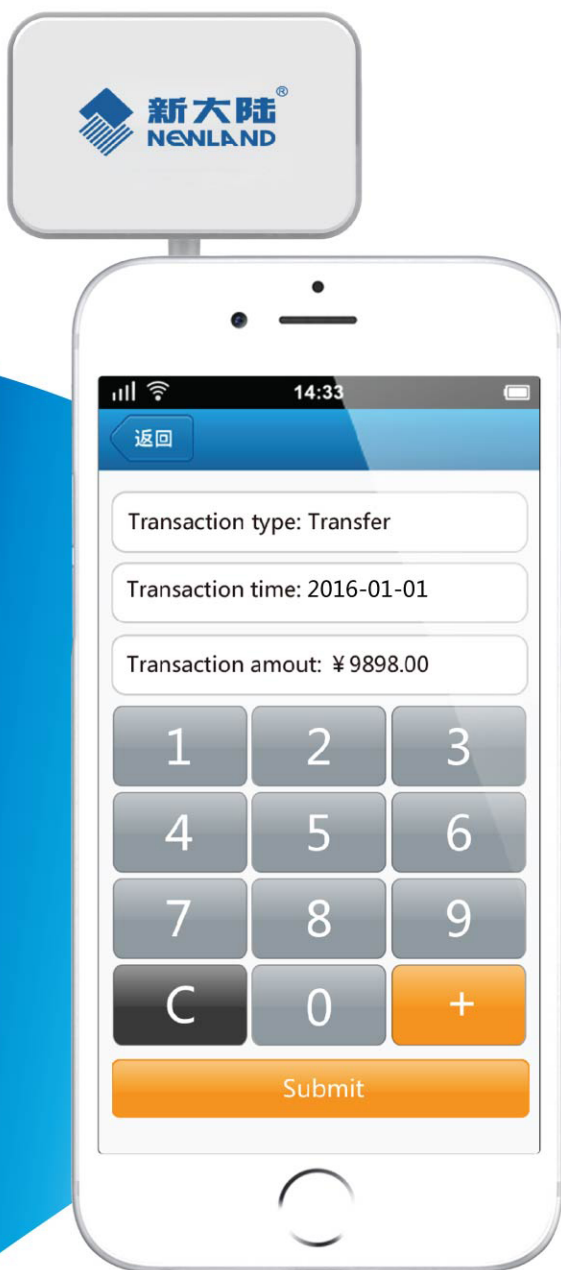 新大陆®
NEWLAND
14:33
返回
Transaction type: Transfer
Transaction time: 2016-01-01
Transaction amout: ¥9898.00
1 2 3
4 5 6
7 8 9
C 0 +
Submit